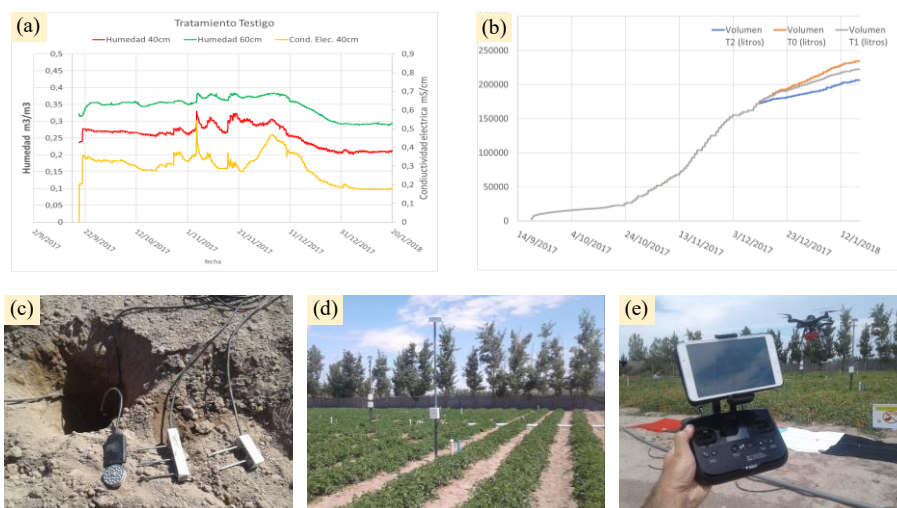 (a)
Tratamiento Testigo
Humedad 40cm
Humedad 60cm
Cond. Elec. 40cm
0,5
0,45
0,4
0,35
0,3
0,25
0,2
0,15
0,1
0,05
0
Humedad m3/m3
0,9
0,8
0,7
0,6
0,5
0,4
0,3
0,2
0,1
0
Condiuctividad electrica mS/cm
2/9/2017
22/9/2017
12/10/2017
1/11/2017
21/11/2017
11/12/2017
31/12/2017
20/1/2018
fecha
(b)
Volumen T2 (litros)
Volumen T0 (litros)
Volumen T1 (litros)
250000
200000
150000
100000
50000
0
14/9/2017
4/10/2017
24/10/2017
13/11/2017
3/12/2017
23/12/2017
12/1/2018
(c)
(d)
(e)